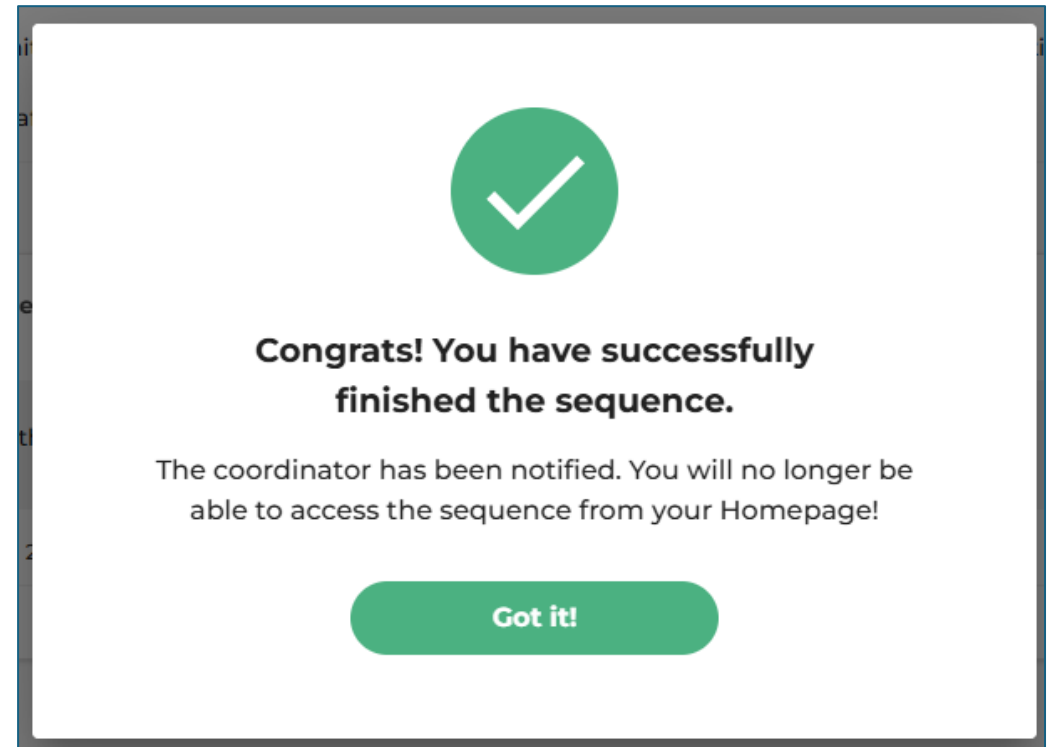 Congrats! You have successfully
finished the sequence.
The coordinator has been notified. You will no longer be
able to access the sequence from your Homepage!
Got it!